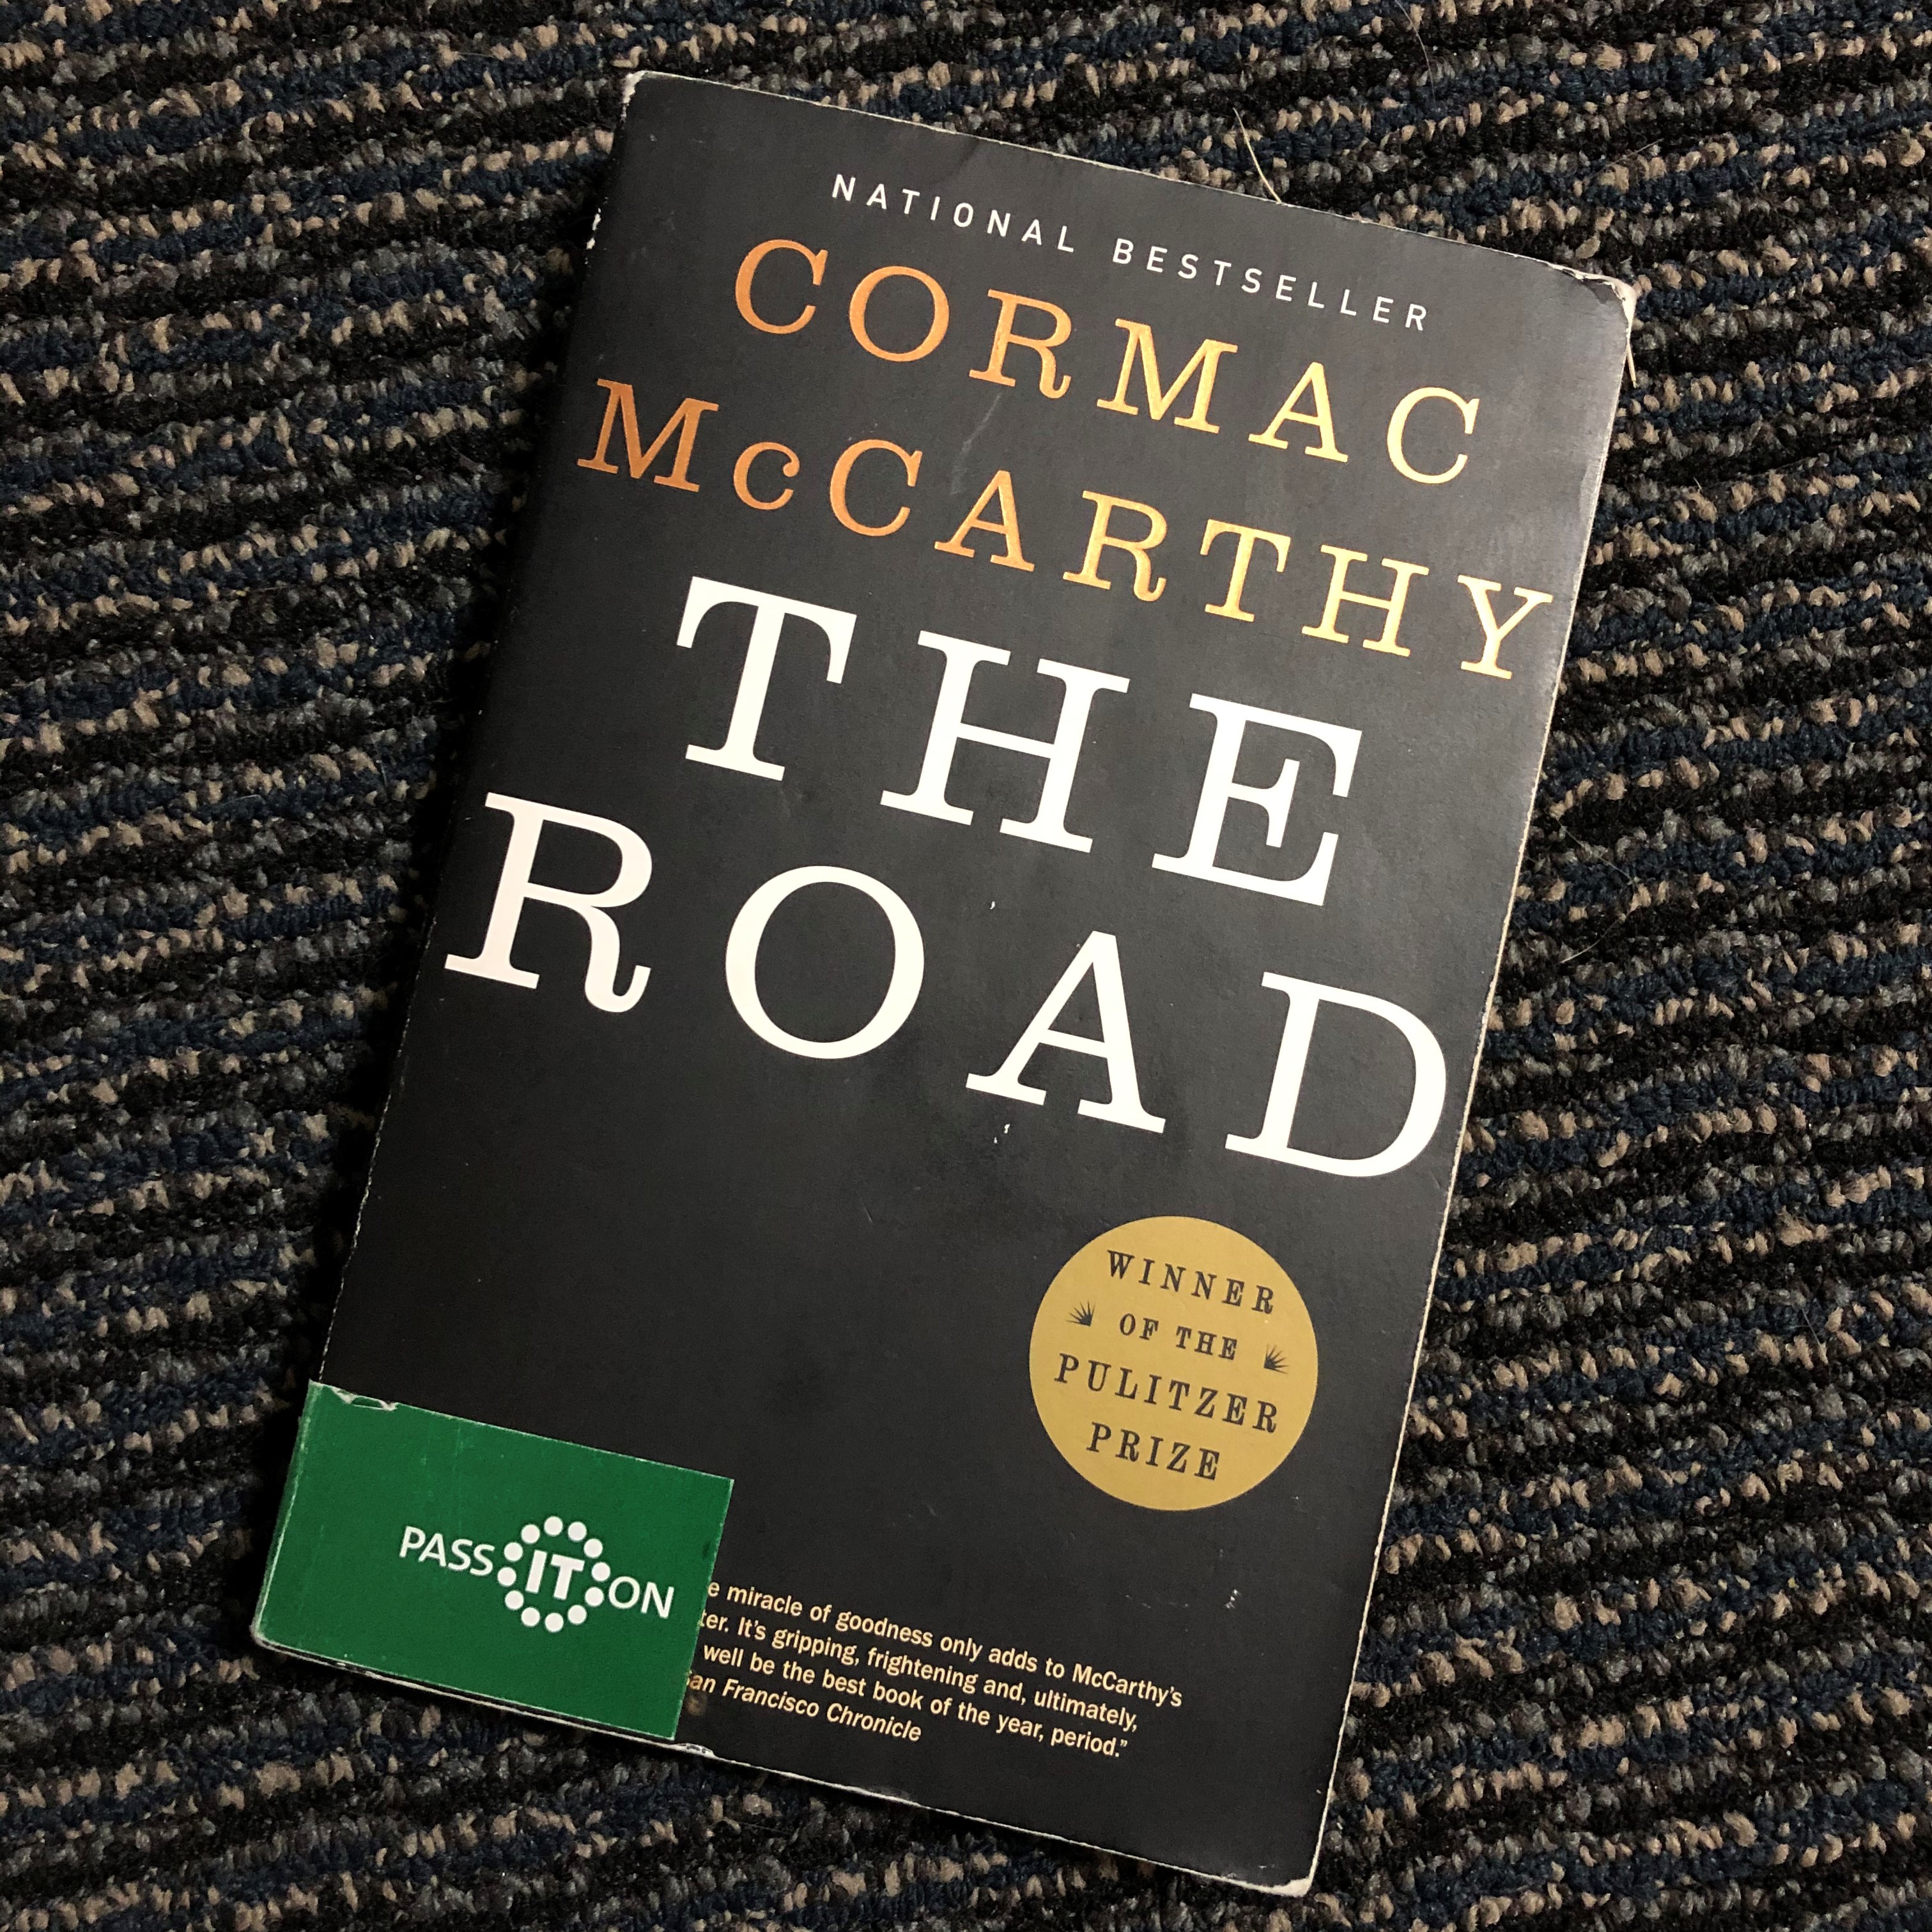 NATIONAL BESTSELLER
CORMAC
McCARTHY
THE
ROAD
WINNER
OF THE
PULITZER
PRIZE
PASS IT ON
miracle of goodness only adds to McCarthy's
It's gripping, frightening and, ultimately,
well be the best book of the year, period."
San Francisco Chronicle